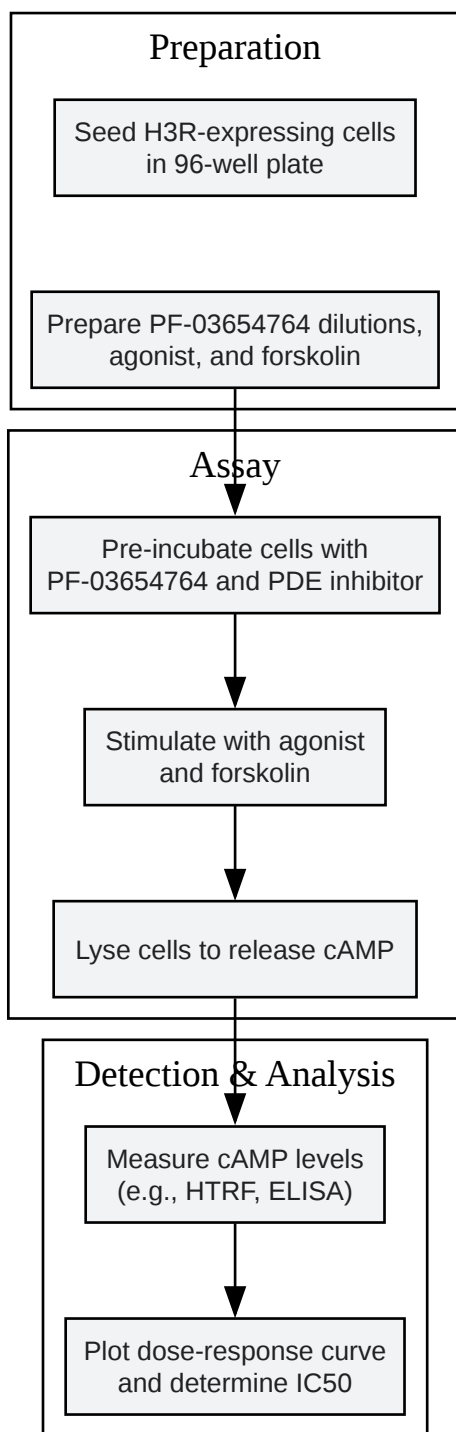 Preparation
Seed H3R-expressing cells
in 96-well plate
Prepare PF-03654764 dilutions,
agonist, and forskolin
Assay
Pre-incubate cells with
PF-03654764 and PDE inhibitor
Stimulate with agonist
and forskolin
Lyse cells to release cAMP
Detection & Analysis
Measure cAMP levels
(e.g., HTRF, ELISA)
Plot dose-response curve
and determine IC50